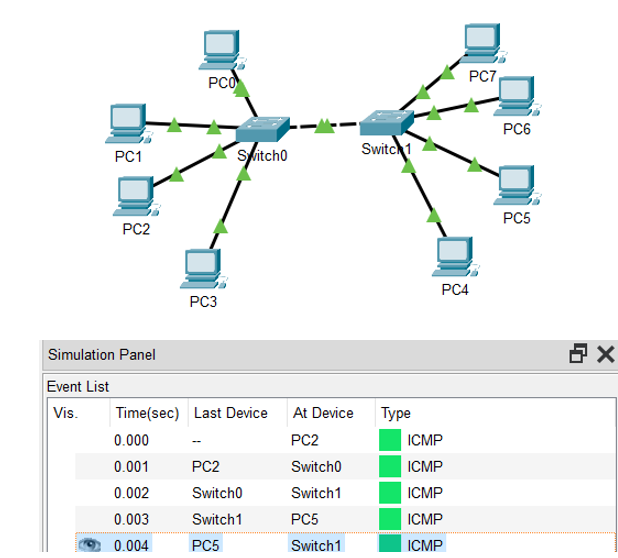 PC0
PC7
PC1
Switch0
Switch1
PC6
PC2
PC5
PC3
PC4
Simulation Panel
Event List
Vis. Time(sec) Last Device At Device Type
0.000 -- PC2 ICMP
0.001 PC2 Switch0 ICMP
0.002 Switch0 Switch1 ICMP
0.003 Switch1 PC5 ICMP
0.004 PC5 Switch1 ICMP